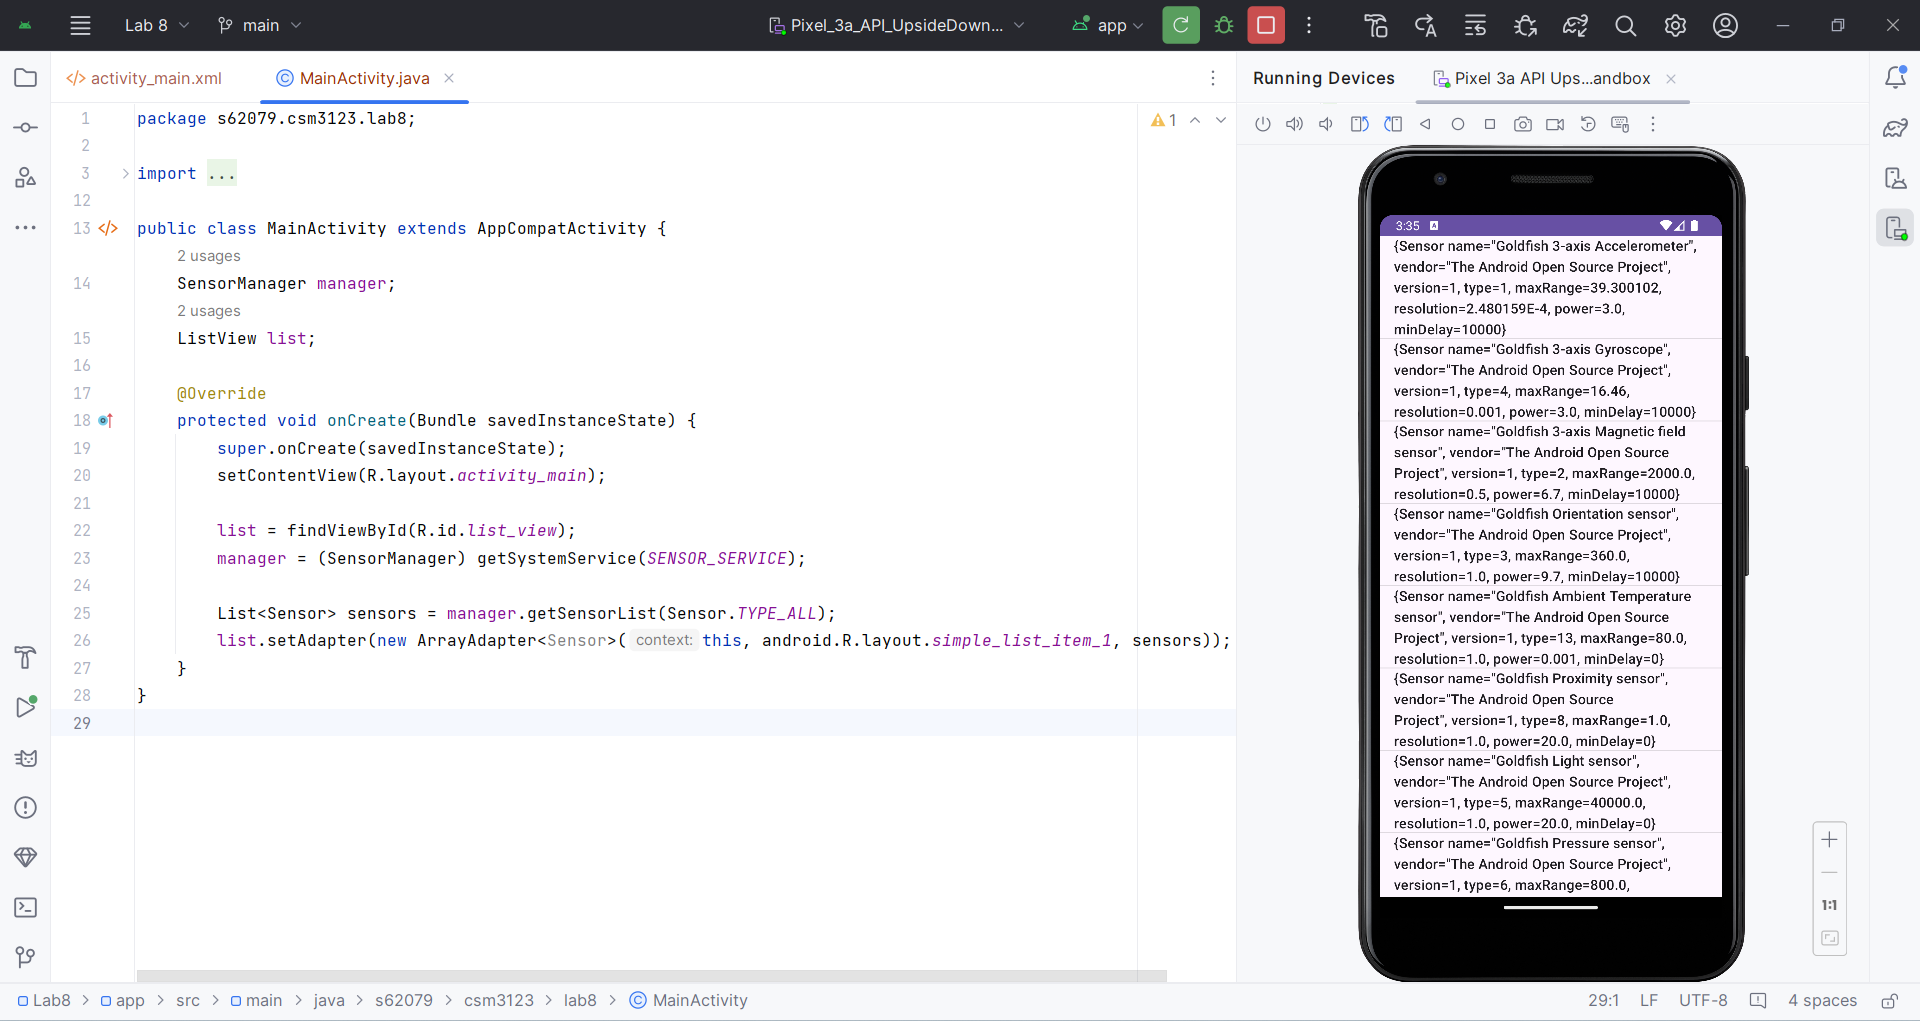 Lab 8
main
Pixel_3a_API_UpsideDown...
app
activity_main.xml
MainActivity.java
Running Devices
Pixel 3a API Ups...andbox
1 package s62079.csm3123.lab8;
1
2
3 import ...
12
13 public class MainActivity extends AppCompatActivity {
2 usages
14 SensorManager manager;
2 usages
15 ListView list;
16
17 @Override
18 protected void onCreate(Bundle savedInstanceState) {
19 super.onCreate(savedInstanceState);
20 setContentView(R.layout.activity_main);
21
22 list = findViewById(R.id.list_view);
23 manager = (SensorManager) getSystemService(SENSOR_SERVICE);
24
25 List<Sensor> sensors = manager.getSensorList(Sensor.TYPE_ALL);
26 list.setAdapter(new ArrayAdapter<Sensor>( context: this, android.R.layout.simple_list_item_1, sensors));
27 }
28 }
29
3:35
{Sensor name="Goldfish 3-axis Accelerometer",
vendor="The Android Open Source Project",
version=1, type=1, maxRange=39.300102,
resolution=2.480159E-4, power=3.0,
minDelay=10000}
{Sensor name="Goldfish 3-axis Gyroscope",
vendor="The Android Open Source Project",
version=1, type=4, maxRange=16.46,
resolution=0.001, power=3.0, minDelay=10000}
{Sensor name="Goldfish 3-axis Magnetic field
sensor", vendor="The Android Open Source
Project", version=1, type=2, maxRange=2000.0,
resolution=0.5, power=6.7, minDelay=10000}
{Sensor name="Goldfish Orientation sensor",
vendor="The Android Open Source Project",
version=1, type=3, maxRange=360.0,
resolution=1.0, power=9.7, minDelay=10000}
{Sensor name="Goldfish Ambient Temperature
sensor", vendor="The Android Open Source
Project", version=1, type=13, maxRange=80.0,
resolution=1.0, power=0.001, minDelay=0}
{Sensor name="Goldfish Proximity sensor",
vendor="The Android Open Source
Project", version=1, type=8, maxRange=1.0,
resolution=1.0, power=20.0, minDelay=0}
{Sensor name="Goldfish Light sensor",
vendor="The Android Open Source Project",
version=1, type=5, maxRange=40000.0,
resolution=1.0, power=20.0, minDelay=0}
{Sensor name="Goldfish Pressure sensor",
vendor="The Android Open Source Project",
version=1, type=6, maxRange=800.0,
1:1
Lab8 > app > src > main > java > s62079 > csm3123 > lab8 > MainActivity
29:1 LF UTF-8 4 spaces